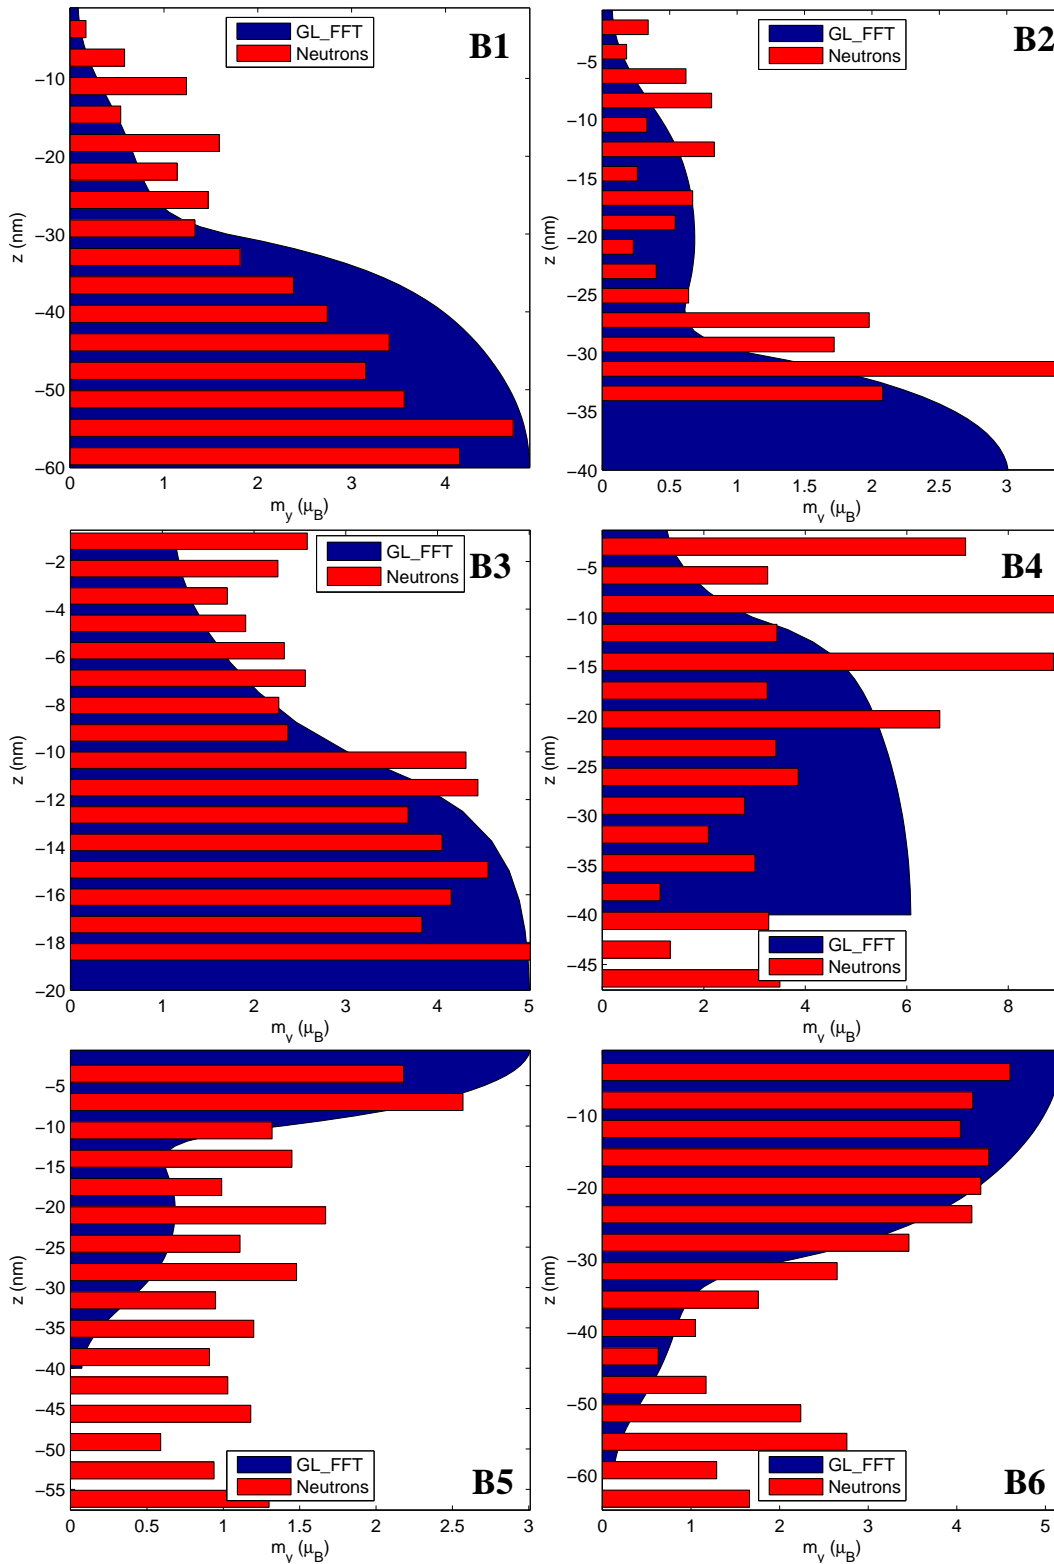 GL_FFT
Neutrons
B1
−10
−20
−30
−40
−50
−60
z (nm)
0 1 2 3 4
m_y (μ_B)
GL_FFT
Neutrons
B2
−5
−10
−15
−20
−25
−30
−35
−40
z (nm)
0 0.5 1 1.5 2 2.5 3
m_y (μ_B)
GL_FFT
Neutrons
B3
−2
−4
−6
−8
−10
−12
−14
−16
−18
−20
z (nm)
0 1 2 3 4 5
m_y (μ_B)
B4
−5
−10
−15
−20
−25
−30
−35
−40
−45
z (nm)
GL_FFT
Neutrons
0 2 4 6 8
m_y (μ_B)
−5
−10
−15
−20
−25
−30
−35
−40
−45
−50
−55
z (nm)
GL_FFT
Neutrons
B5
0 0.5 1 1.5 2 2.5 3
m_y (μ_B)
−10
−20
−30
−40
−50
−60
z (nm)
GL_FFT
Neutrons
B6
0 1 2 3 4 5
m_y (μ_B)